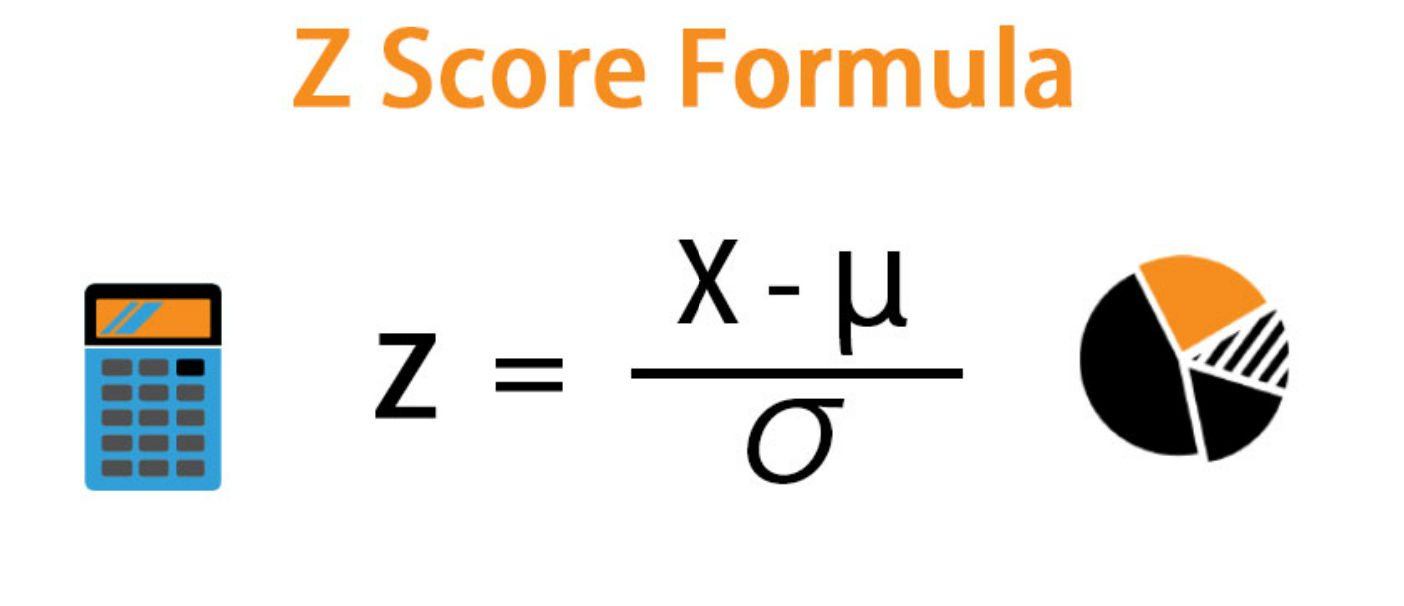 Z Score Formula
z = x - μ
σ